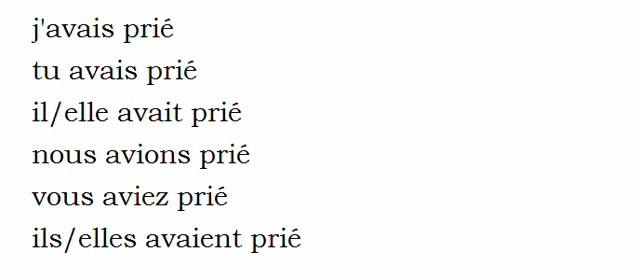 j'avais prié
tu avais prié
il/elle avait prié
nous avions prié
vous aviez prié
ils/elles avaient prié